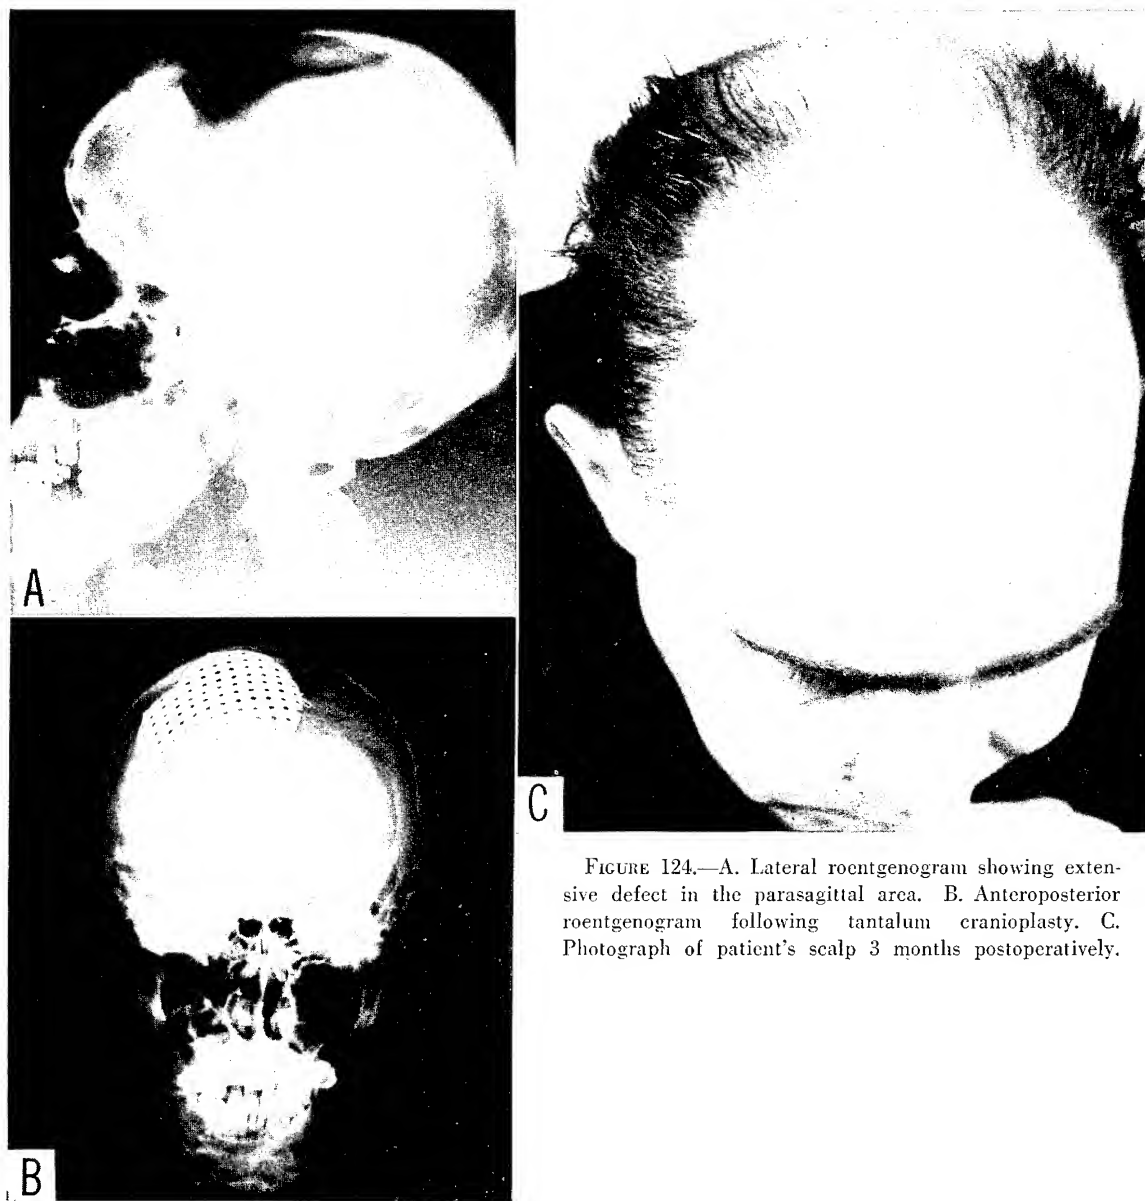 A
B
C
FIGURE 124.—A. Lateral roentgenogram showing exten-
sive defect in the parasagittal area. B. Anteroposterior
roentgenogram following tantalum cranioplasty. C.
Photograph of patient's scalp 3 months postoperatively.